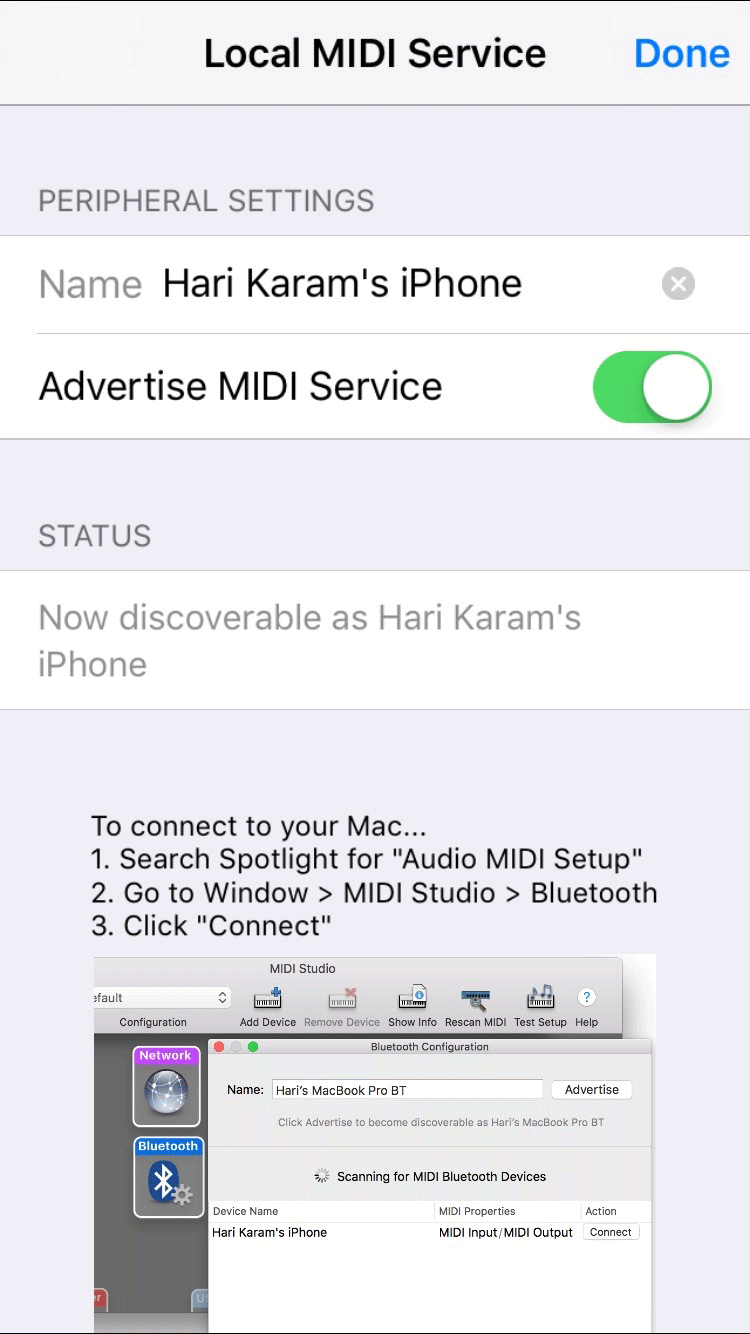 Local MIDI Service Done
PERIPHERAL SETTINGS
Name Hari Karam's iPhone
Advertise MIDI Service
STATUS
Now discoverable as Hari Karam's
iPhone
To connect to your Mac...
1. Search Spotlight for "Audio MIDI Setup"
2. Go to Window > MIDI Studio > Bluetooth
3. Click "Connect"
MIDI Studio
efault
Configuration Add Device Remove Device Show Info Rescan MIDI Test Setup Help
Network
Bluetooth Configuration
Name: Hari's MacBook Pro BT Advertise
Click Advertise to become discoverable as Hari's MacBook Pro BT
Bluetooth
Scanning for MIDI Bluetooth Devices
Device Name MIDI Properties Action
Hari Karam's iPhone MIDI Input/MIDI Output Connect